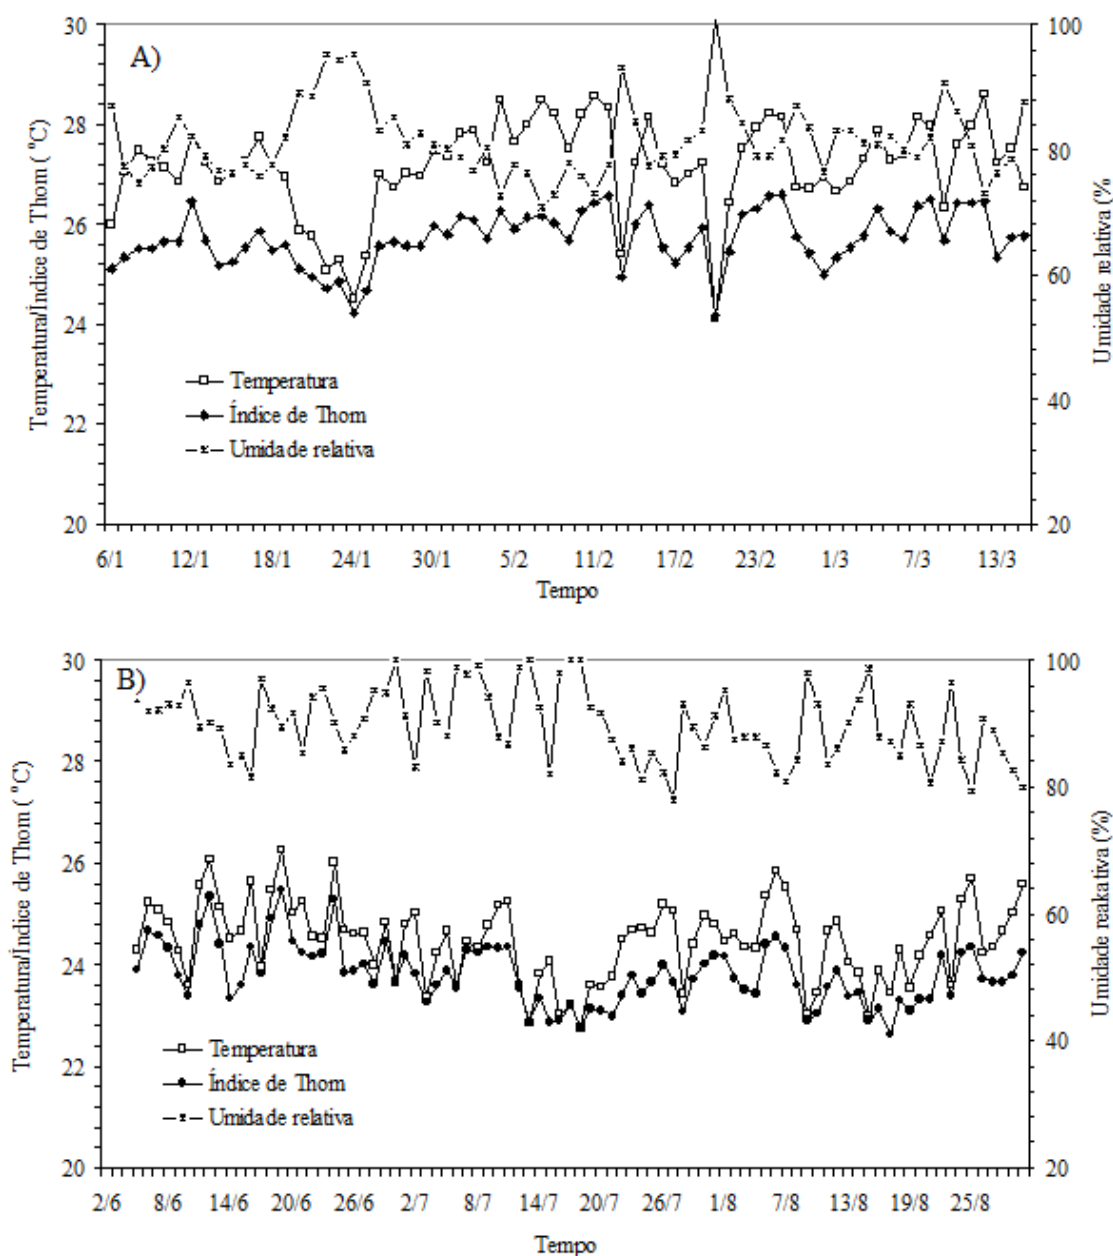 A)
30
28
26
24
22
20
Temperatura/Índice de Thom ( °C)
100
80
60
40
20
Umidade relativa (%
Temperatura
Índice de Thom
Umidade relativa
6/1 12/1 18/1 24/1 30/1 5/2 11/2 17/2 23/2 1/3 7/3 13/3
Tempo
B)
30
28
26
24
22
20
Temperatura/Índice de Thom ( °C)
100
80
60
40
20
Umidade reakativa (%)
Temperatura
Índice de Thom
Umidade relativa
2/6 8/6 14/6 20/6 26/6 2/7 8/7 14/7 20/7 26/7 1/8 7/8 13/8 19/8 25/8
Tempo